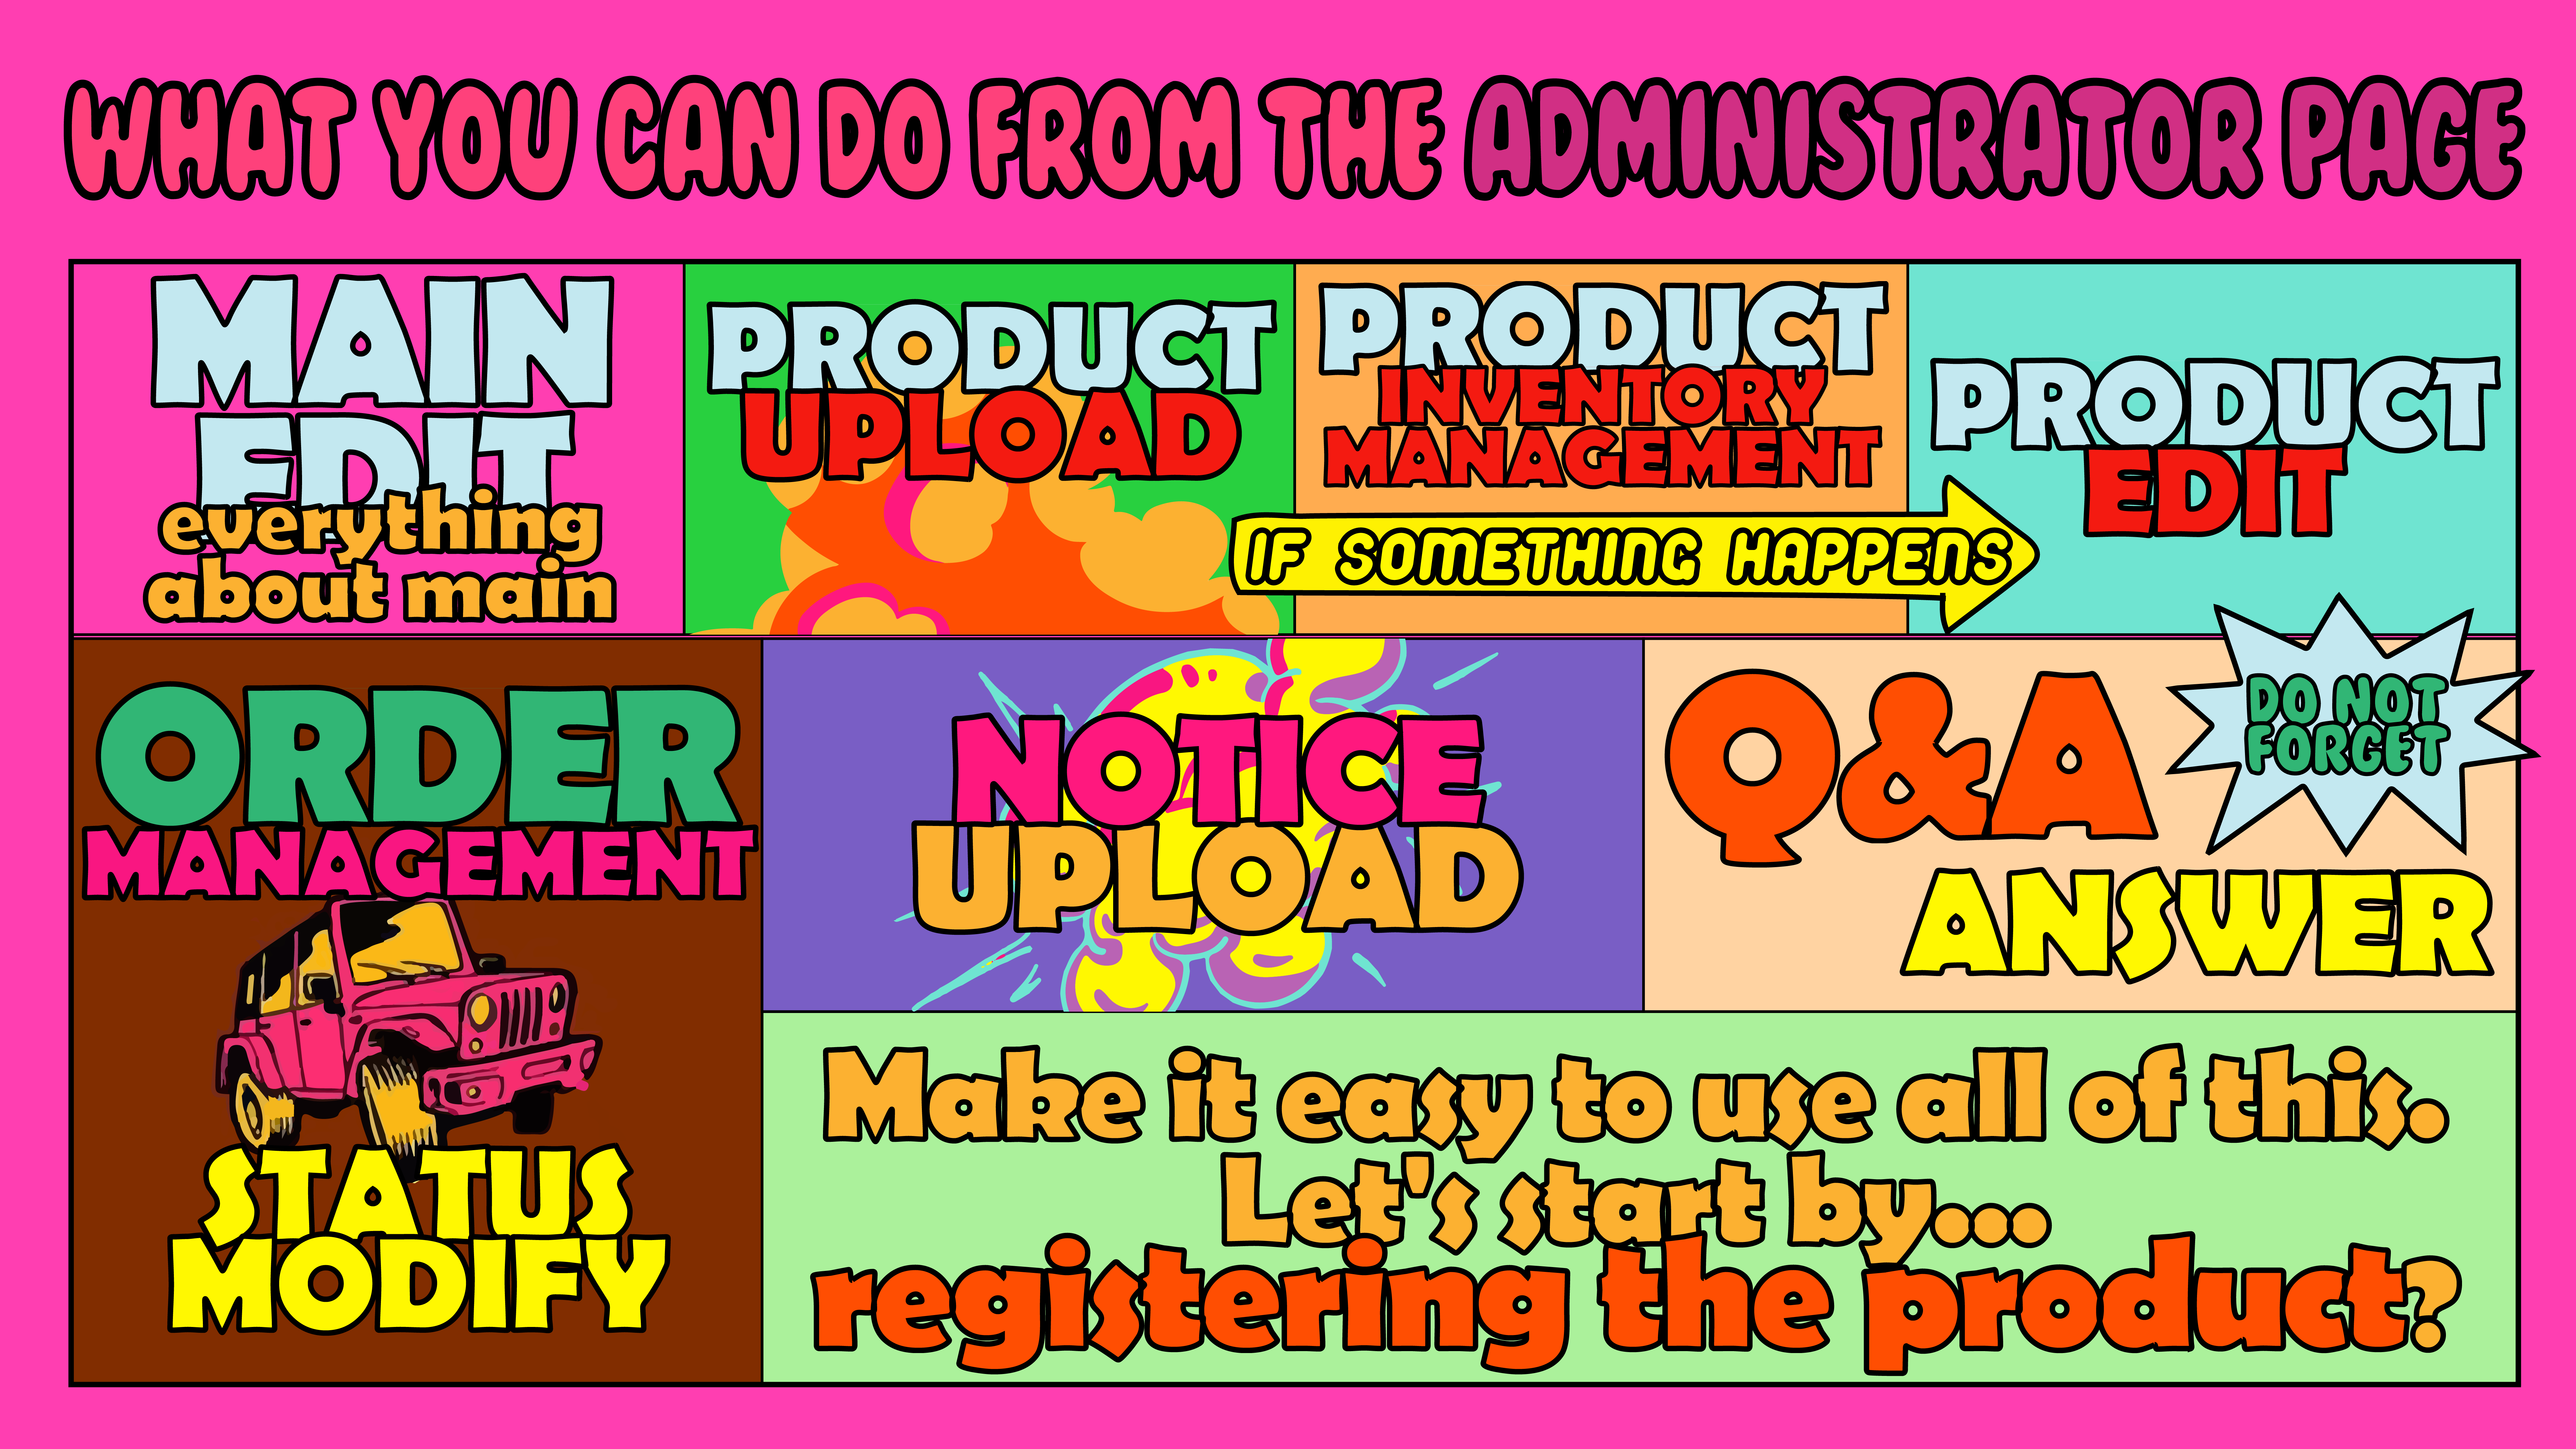 WHAT YOU CAN DO FROM THE ADMINISTRATOR PAGE
MAIN
EDIT
everything
about main
PRODUCT
UPLOAD
PRODUCT
INVENTORY
MANAGEMENT
IF SOMETHING HAPPENS
PRODUCT
EDIT
ORDER
MANAGEMENT
STATUS
MODIFY
NOTICE
UPLOAD
Q&A
DO NOT
FORGET
ANSWER
Make it easy to use all of this.
Let's start by...
registering the product?